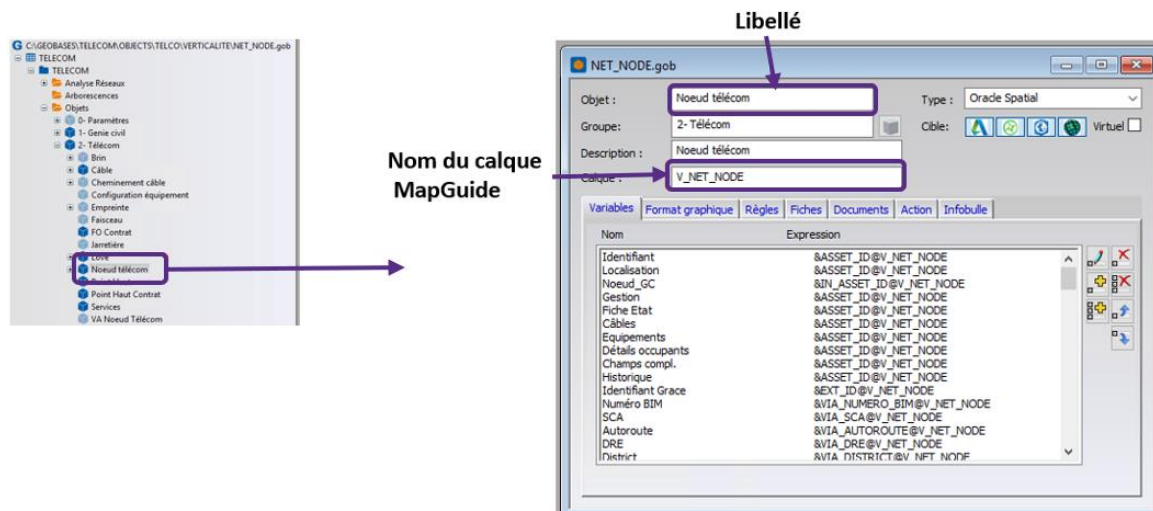 Libellé
C:\GEOBASES\TELECOM\OBJECTS\TELCO\VERTICALITE\NET_NODE.gob
TELECOM
TELECOM
Analyse Réseaux
Arborescences
Objets
0- Paramètres
1- Genie civil
2- Télécom
Brin
Câble
Cheminement câble
Configuration équipement
Empreinte
Faisceau
FO Contrat
Jarretière
Love
Noeud télécom
Point Haut
Point Haut Contrat
Services
VA Noeud Télécom
Nom du calque
MapGuide
NET_NODE.gob
Objet : Noeud télécom Type : Oracle Spatial
Groupe: 2- Télécom Cible: Virtuel
Description : Noeud télécom
Calque : V_NET_NODE
Variables Format graphique Règles Fiches Documents Action Infobulle
Nom Expression
Identifiant &ASSET_ID@V_NET_NODE
Localisation &ASSET_ID@V_NET_NODE
Noeud_GC &IN_ASSET_ID@V_NET_NODE
Gestion &ASSET_ID@V_NET_NODE
Fiche Etat &ASSET_ID@V_NET_NODE
Câbles &ASSET_ID@V_NET_NODE
Equipements &ASSET_ID@V_NET_NODE
Détails occupants &ASSET_ID@V_NET_NODE
Champs compl. &ASSET_ID@V_NET_NODE
Historique &ASSET_ID@V_NET_NODE
Identifiant Grace &EXT_ID@V_NET_NODE
Numéro BIM &VIA_NUMERO_BIM@V_NET_NODE
SCA &VIA_SCA@V_NET_NODE
Autoroute &VIA_AUTOROUTE@V_NET_NODE
DRE &VIA_DRE@V_NET_NODE
District &VIA_DISTRICT@V_NET_NODE